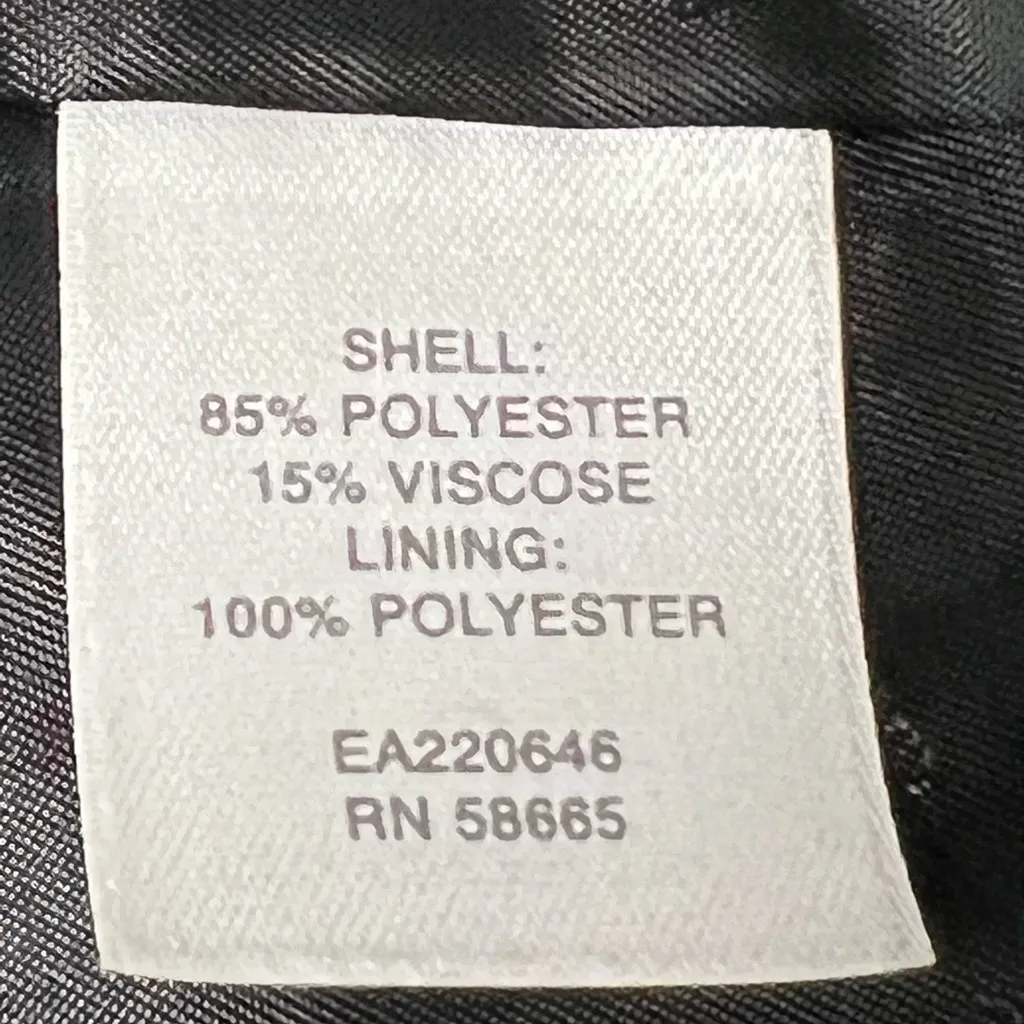 SHELL:
85% POLYESTER
15% VISCOSE
LINING:
100% POLYESTER
EA220646
RN 58665